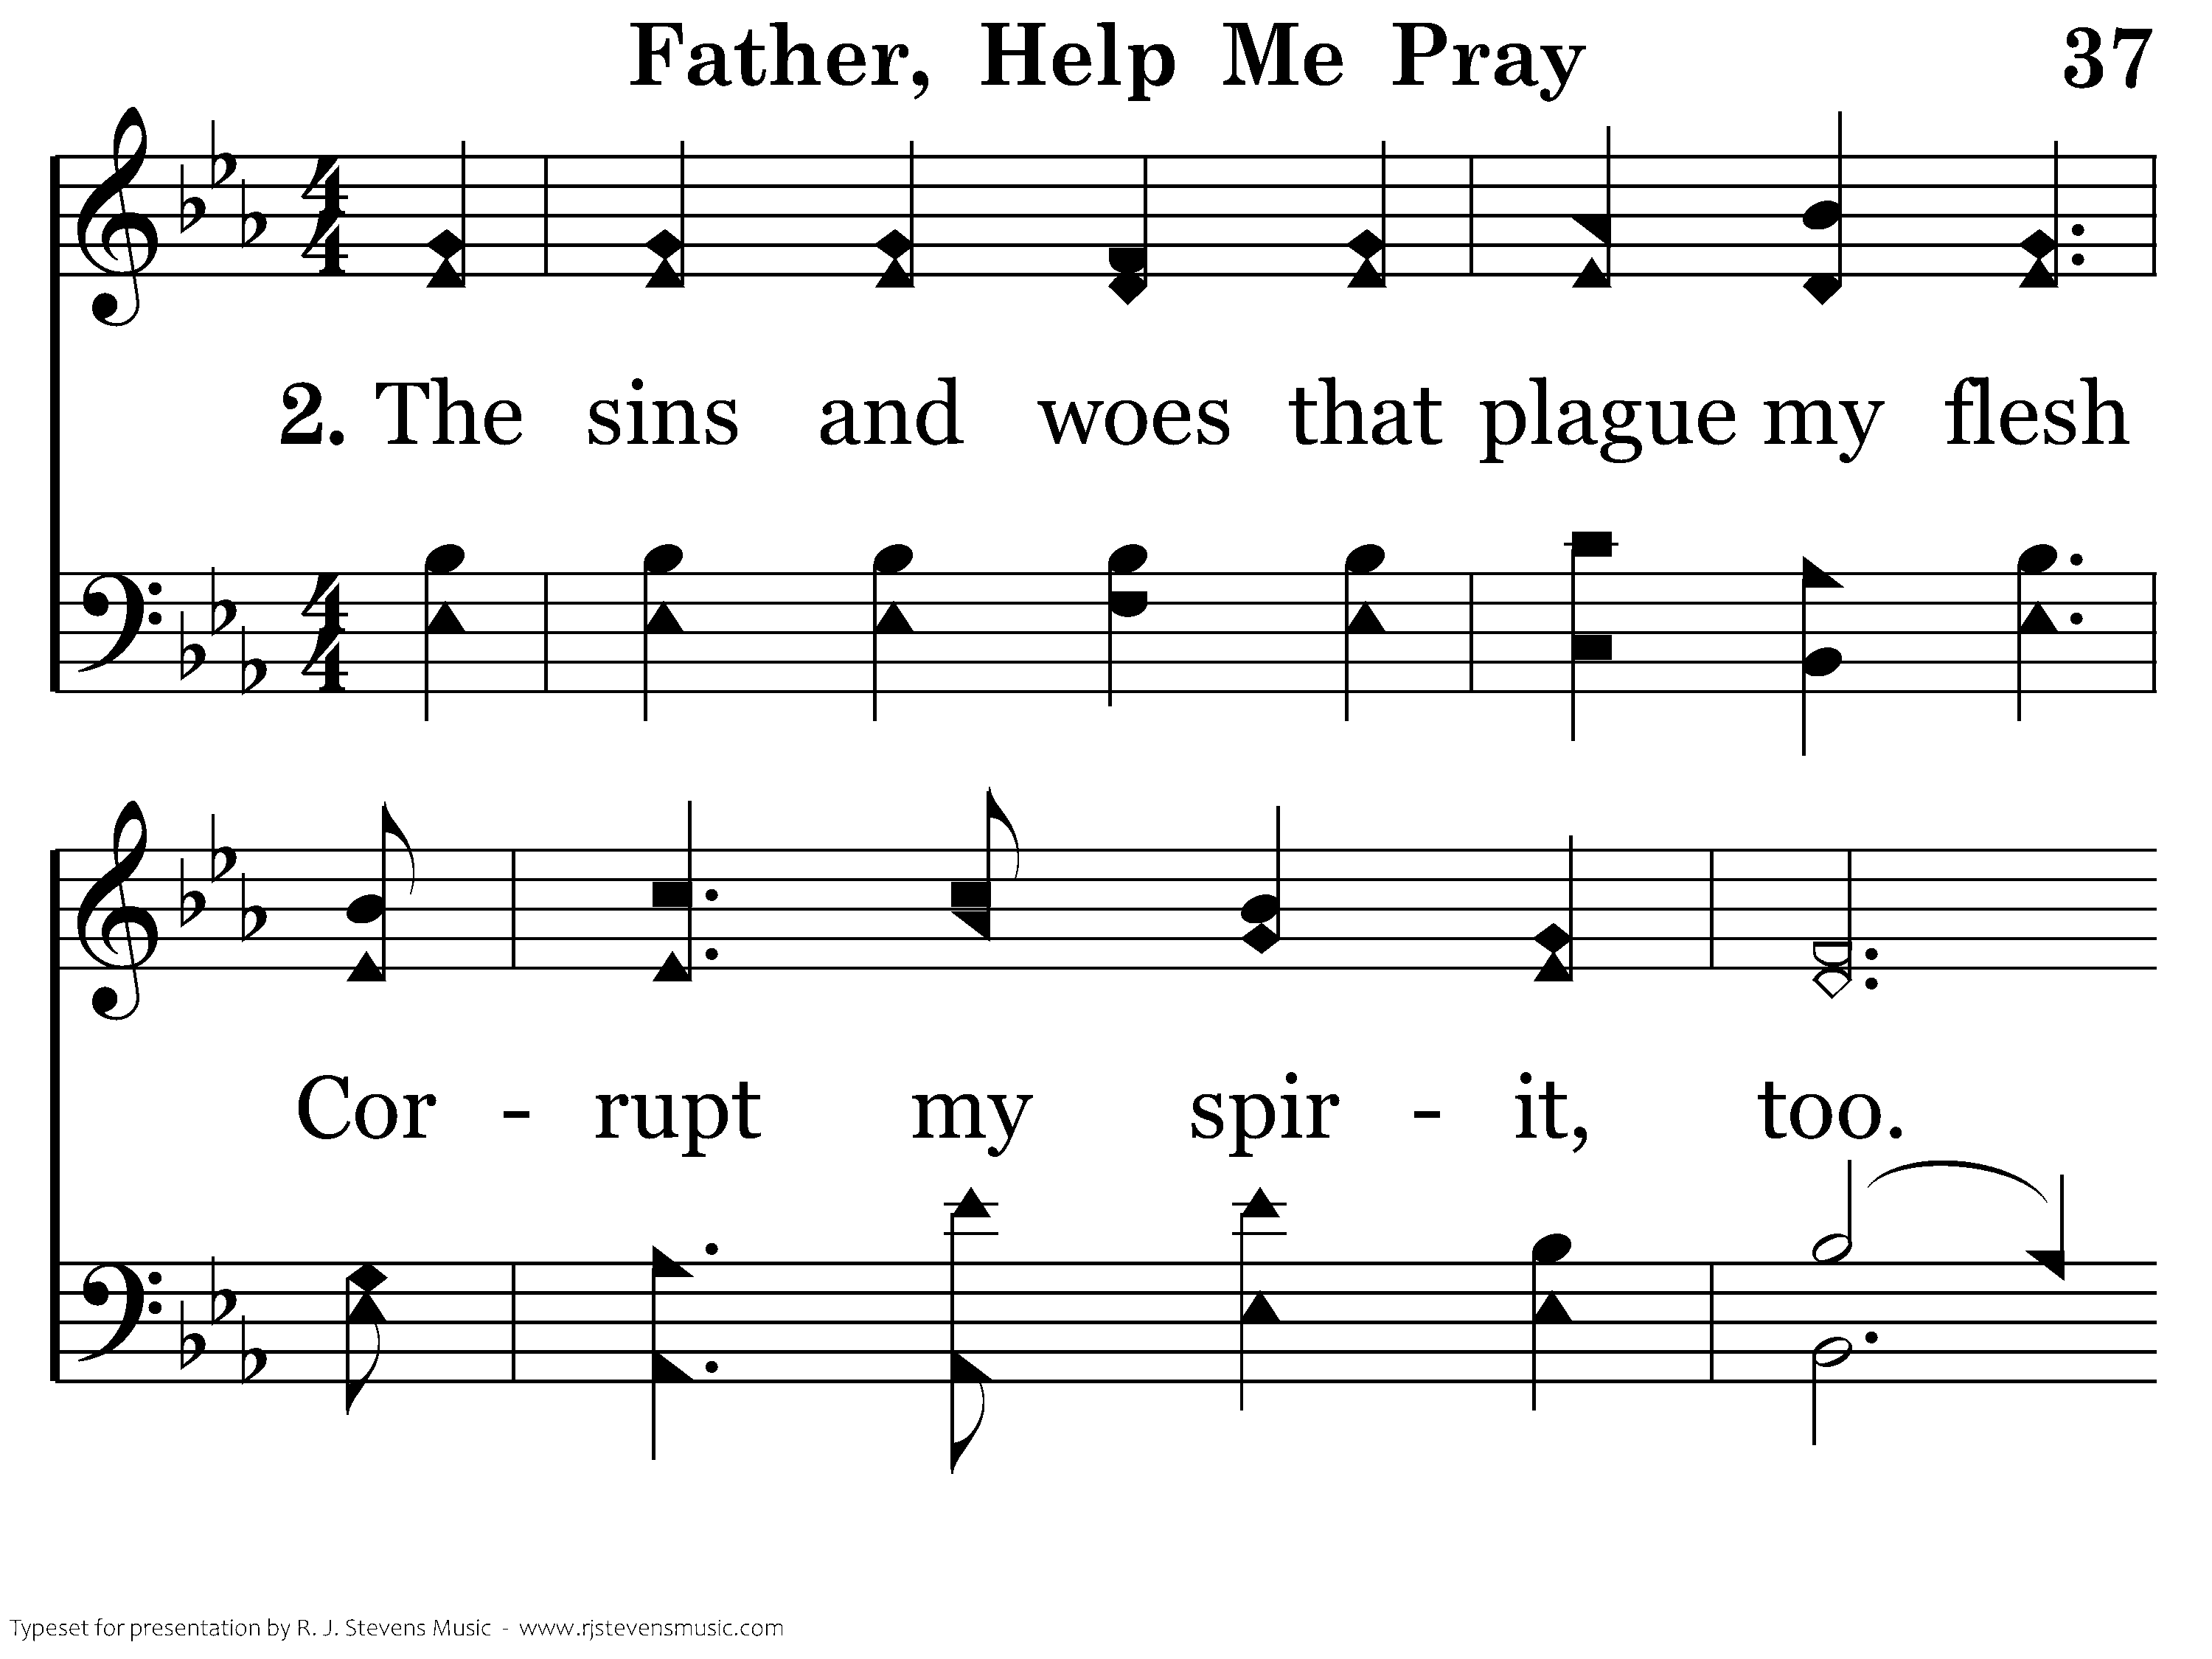 Father, Help Me Pray 37
2. The sins and woes that plague my flesh
Cor - rupt my spir - it, too.
Typeset for presentation by R. J. Stevens Music - www.rjstevensmusic.com